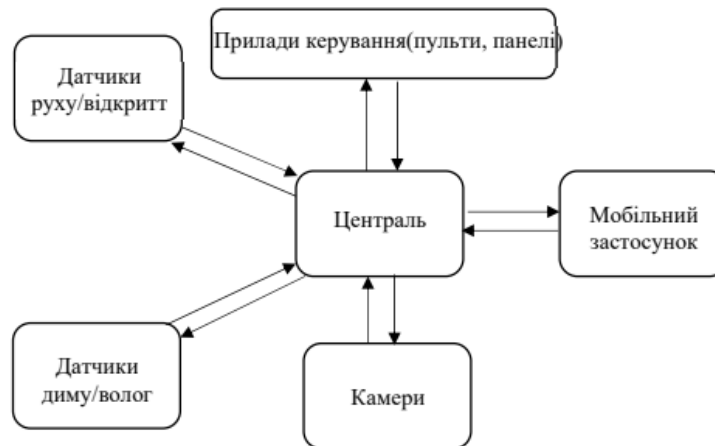 Прилади керування(пульти, панелі)
Датчики
руху/відкритт
Централь
Мобільний
застосунок
Датчики
диму/волог
Камери